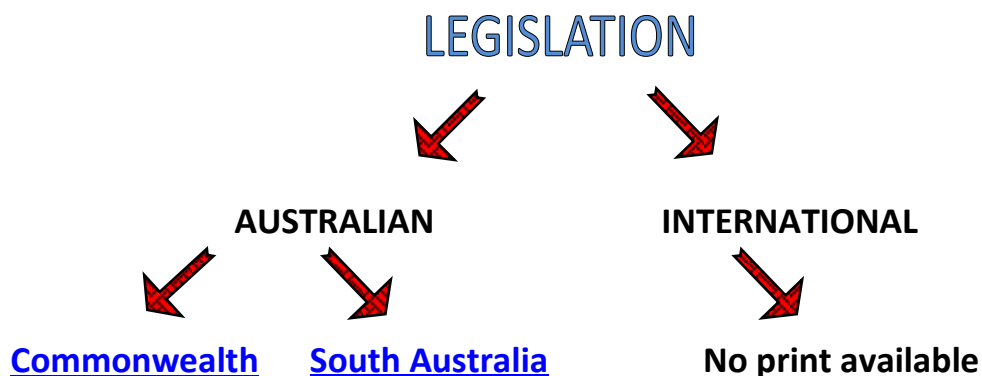 LEGISLATION
AUSTRALIAN INTERNATIONAL
Commonwealth South Australia No print available